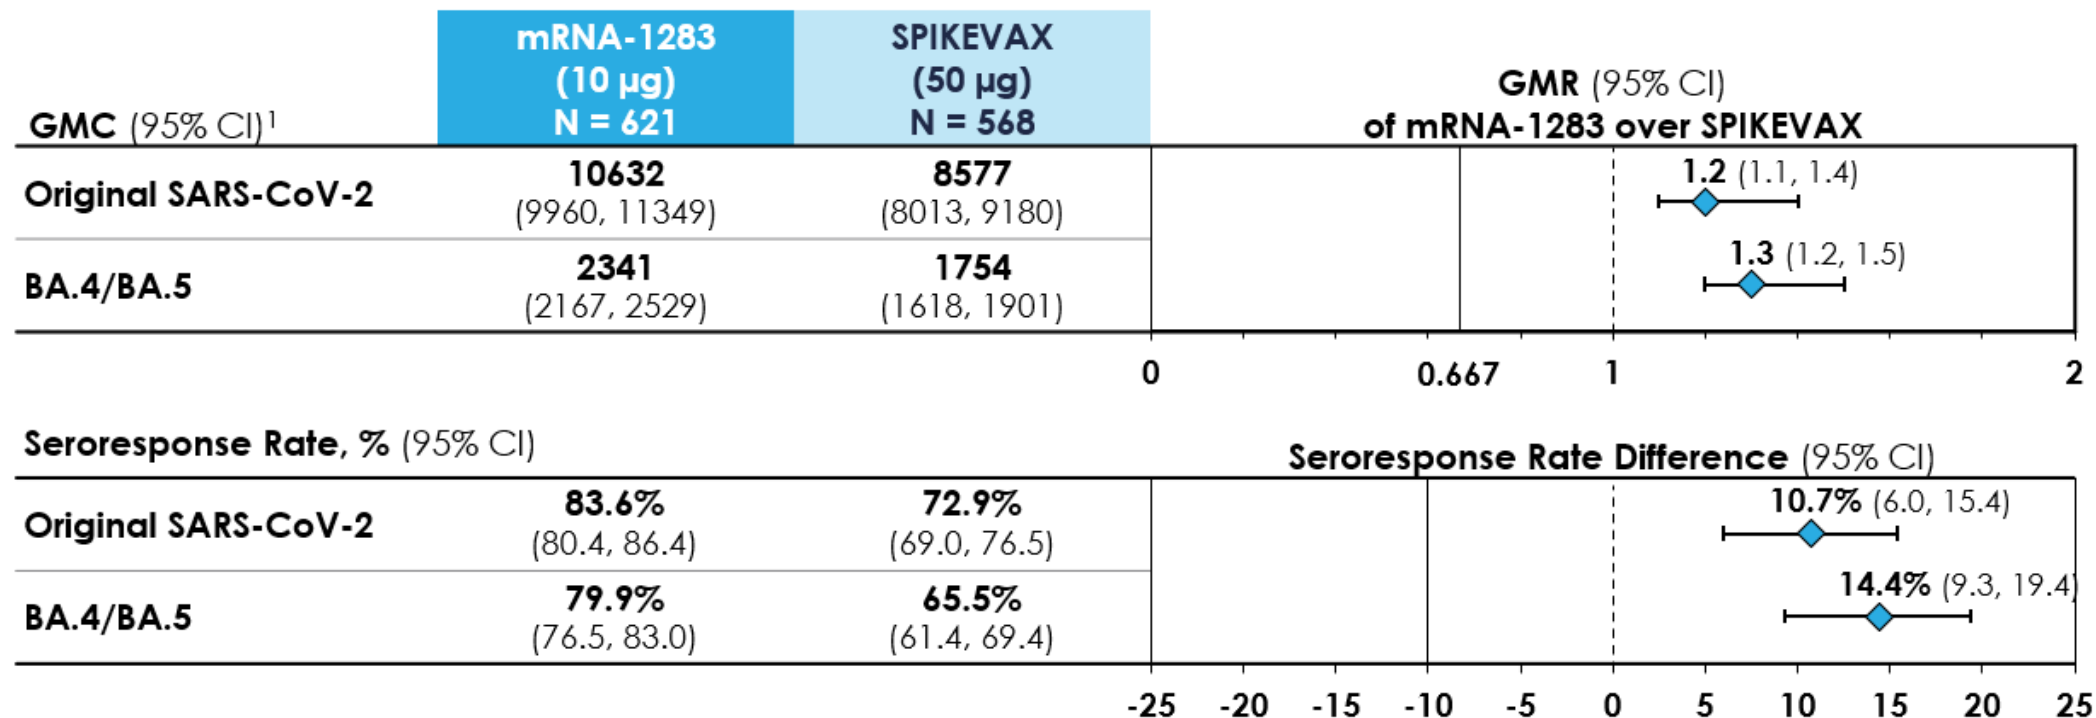 mRNA-1283
(10 µg)
N = 621
SPIKEVAX
(50 µg)
N = 568
GMC (95% CI)¹
GMR (95% CI)
of mRNA-1283 over SPIKEVAX
Original SARS-CoV-2
10632
(9960, 11349)
8577
(8013, 9180)
1.2 (1.1, 1.4)
BA.4/BA.5
2341
(2167, 2529)
1754
(1618, 1901)
1.3 (1.2, 1.5)
0 0.667 1 2
Seroresponse Rate, % (95% CI)
Seroresponse Rate Difference (95% CI)
Original SARS-CoV-2
83.6%
(80.4, 86.4)
72.9%
(69.0, 76.5)
10.7% (6.0, 15.4)
BA.4/BA.5
79.9%
(76.5, 83.0)
65.5%
(61.4, 69.4)
14.4% (9.3, 19.4)
-25 -20 -15 -10 -5 0 5 10 15 20 25